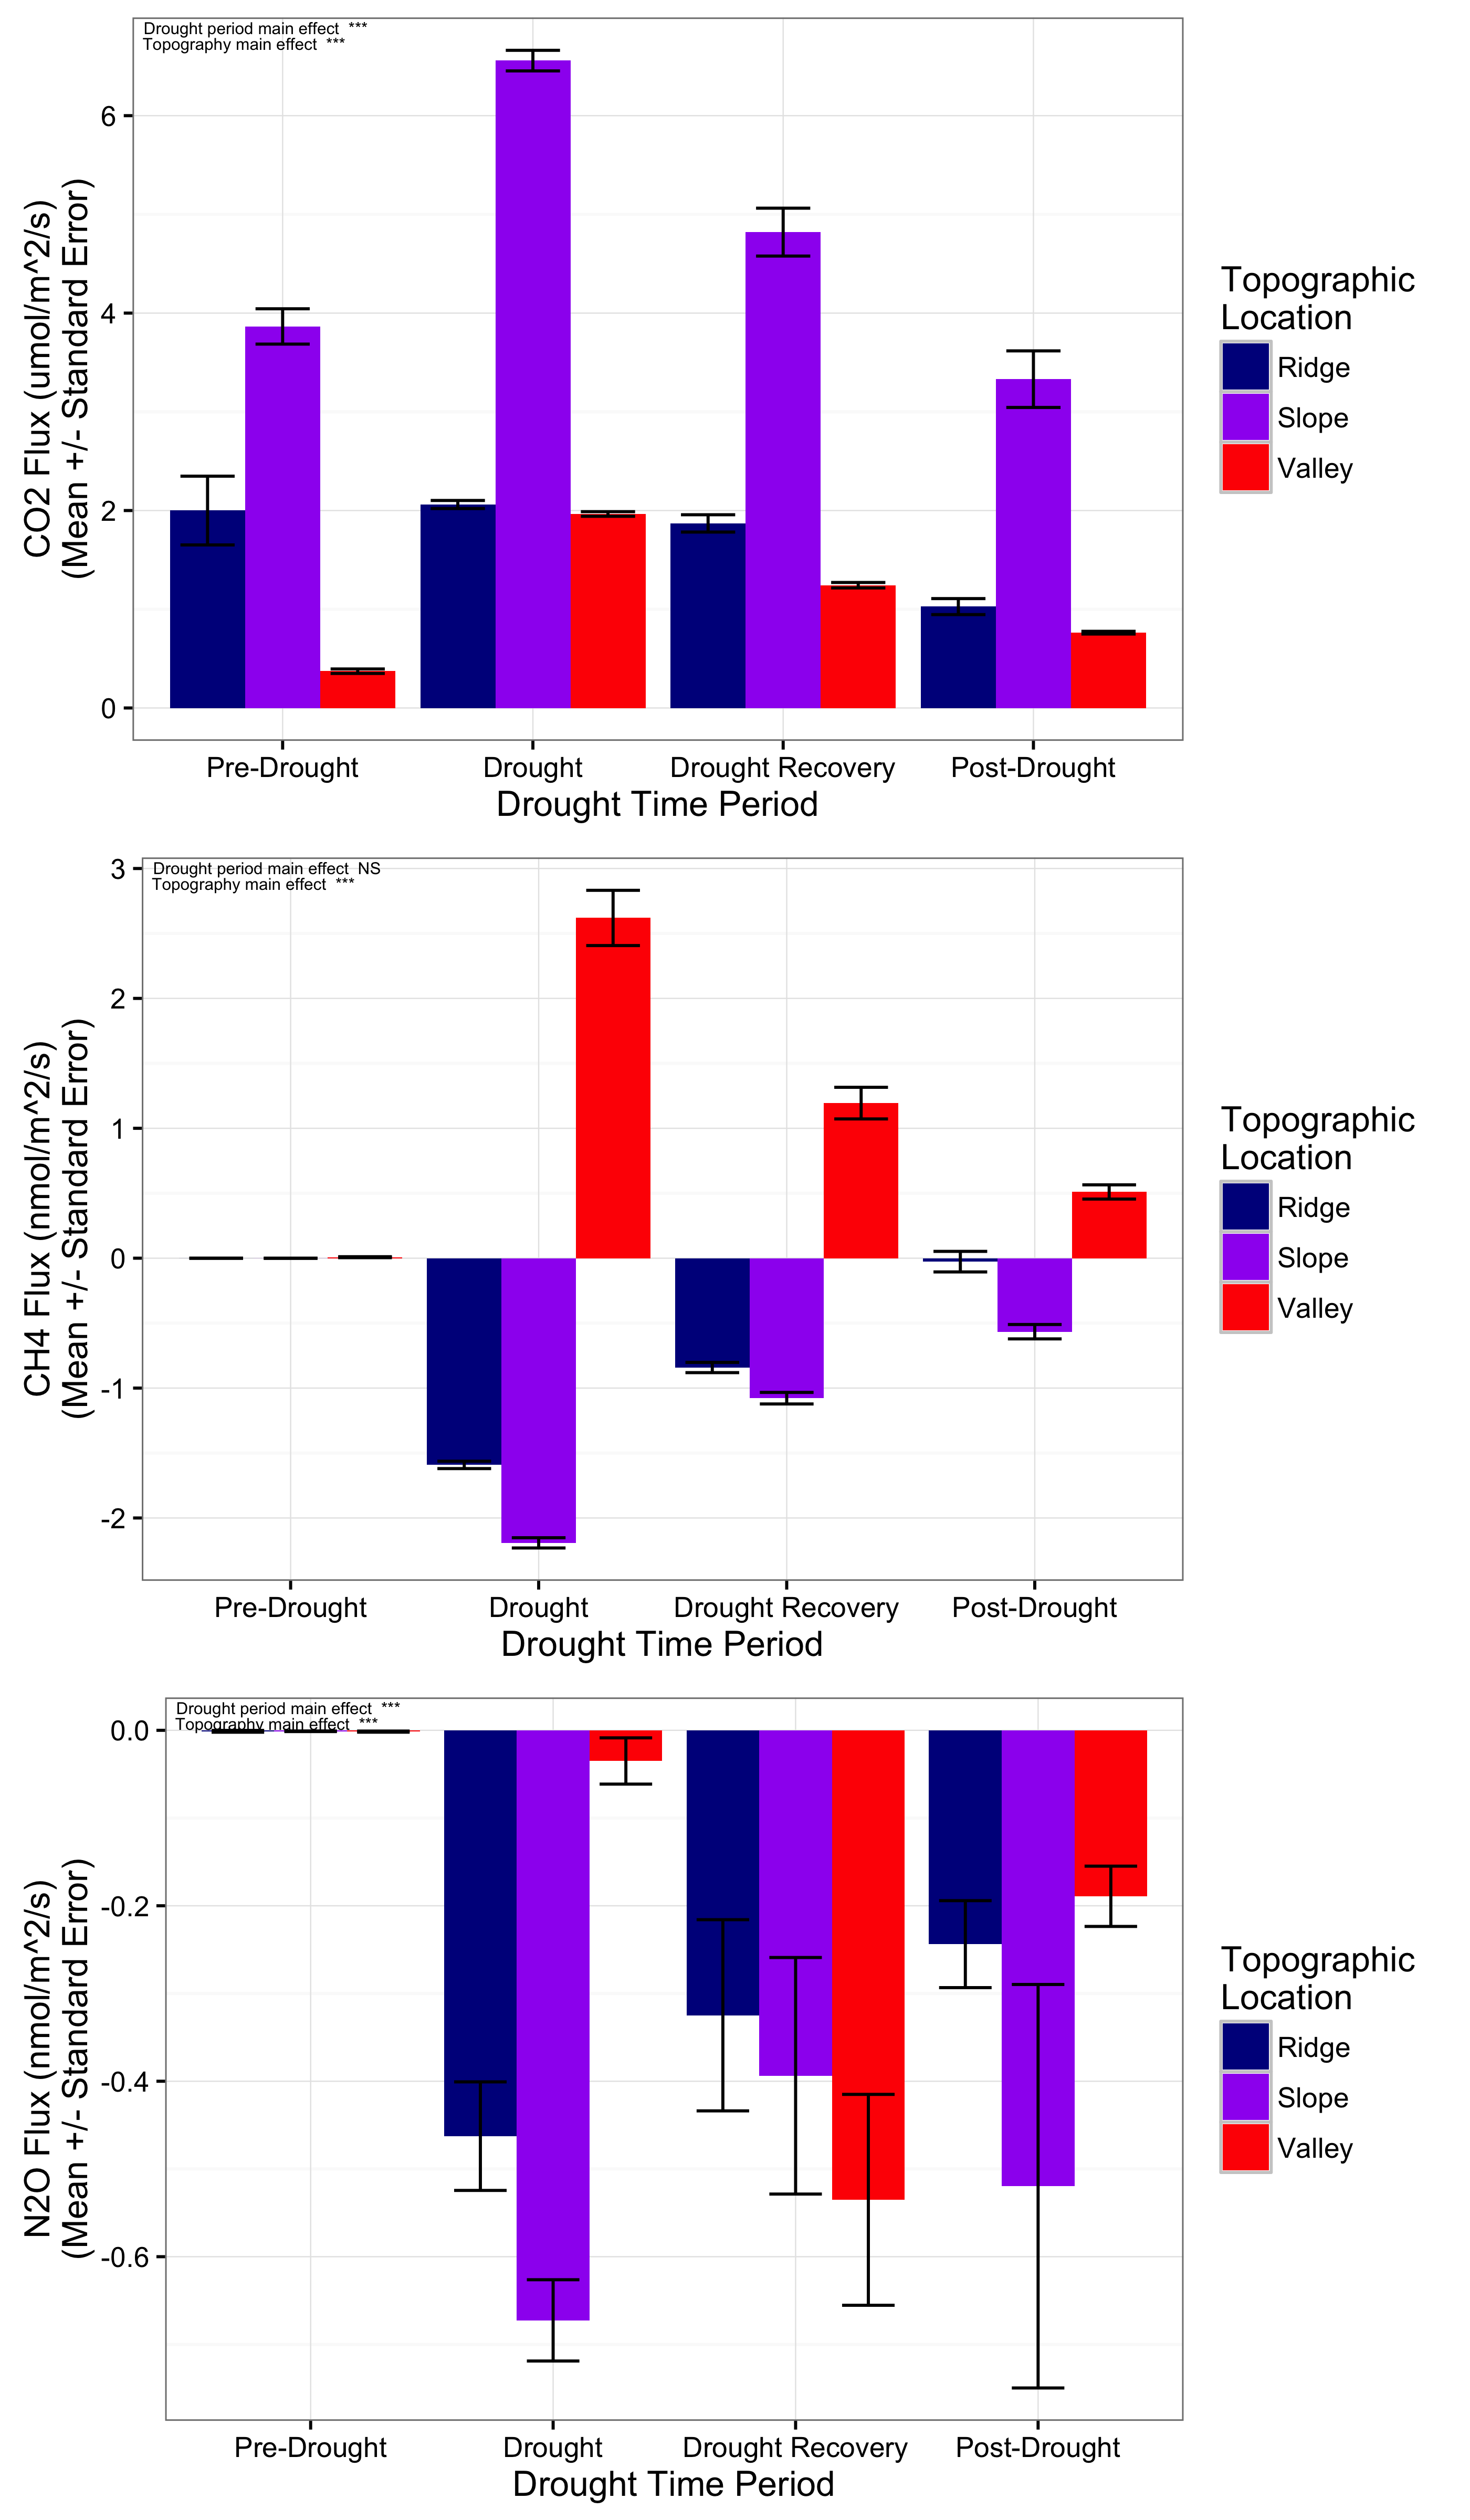 Drought period main effect ***
Topography main effect ***
CO2 Flux (umol/m^2/s)
(Mean +/- Standard Error)
6
4
2
0
Pre-Drought Drought Drought Recovery Post-Drought
Drought Time Period
Topographic
Location
Ridge
Slope
Valley
Drought period main effect NS
Topography main effect ***
CH4 Flux (nmol/m^2/s)
(Mean +/- Standard Error)
3
2
1
0
-1
-2
Pre-Drought Drought Drought Recovery Post-Drought
Drought Time Period
Topographic
Location
Ridge
Slope
Valley
Drought period main effect ***
Topography main effect ***
N2O Flux (nmol/m^2/s)
(Mean +/- Standard Error)
0.0
-0.2
-0.4
-0.6
Pre-Drought Drought Drought Recovery Post-Drought
Drought Time Period
Topographic
Location
Ridge
Slope
Valley